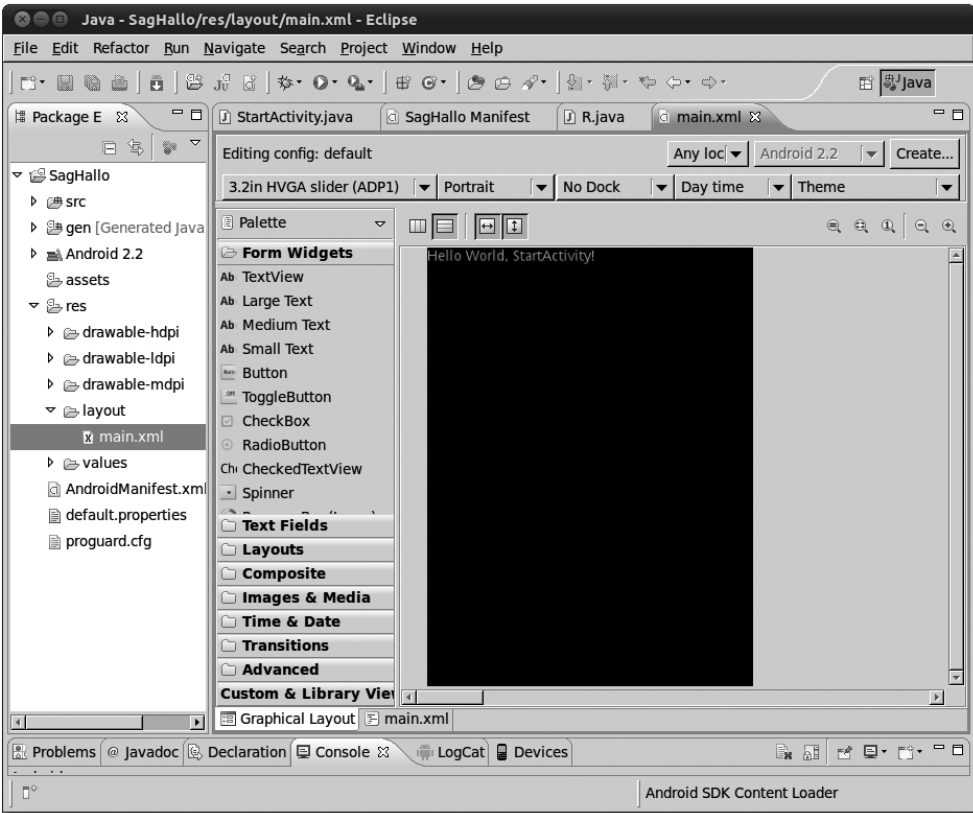 Java - SagHallo/res/layout/main.xml - Eclipse
File Edit Refactor Run Navigate Search Project Window Help
Java
Package E
StartActivity.java
SagHallo Manifest
R.java
main.xml
Editing config: default
Any loc
Android 2.2
Create...
3.2in HVGA slider (ADP1)
Portrait
No Dock
Day time
Theme
SagHallo
src
gen [Generated Java
Android 2.2
assets
res
drawable-hdpi
drawable-ldpi
drawable-mdpi
layout
main.xml
values
AndroidManifest.xml
default.properties
proguard.cfg
Palette
Form Widgets
Ab TextView
Ab Large Text
Ab Medium Text
Ab Small Text
Button
ToggleButton
CheckBox
RadioButton
CheckedTextView
Spinner
Text Fields
Layouts
Composite
Images & Media
Time & Date
Transitions
Advanced
Custom & Library Vie
Hello World, StartActivity!
Graphical Layout
main.xml
Problems
@ Javadoc
Declaration
Console
LogCat
Devices
Android SDK Content Loader